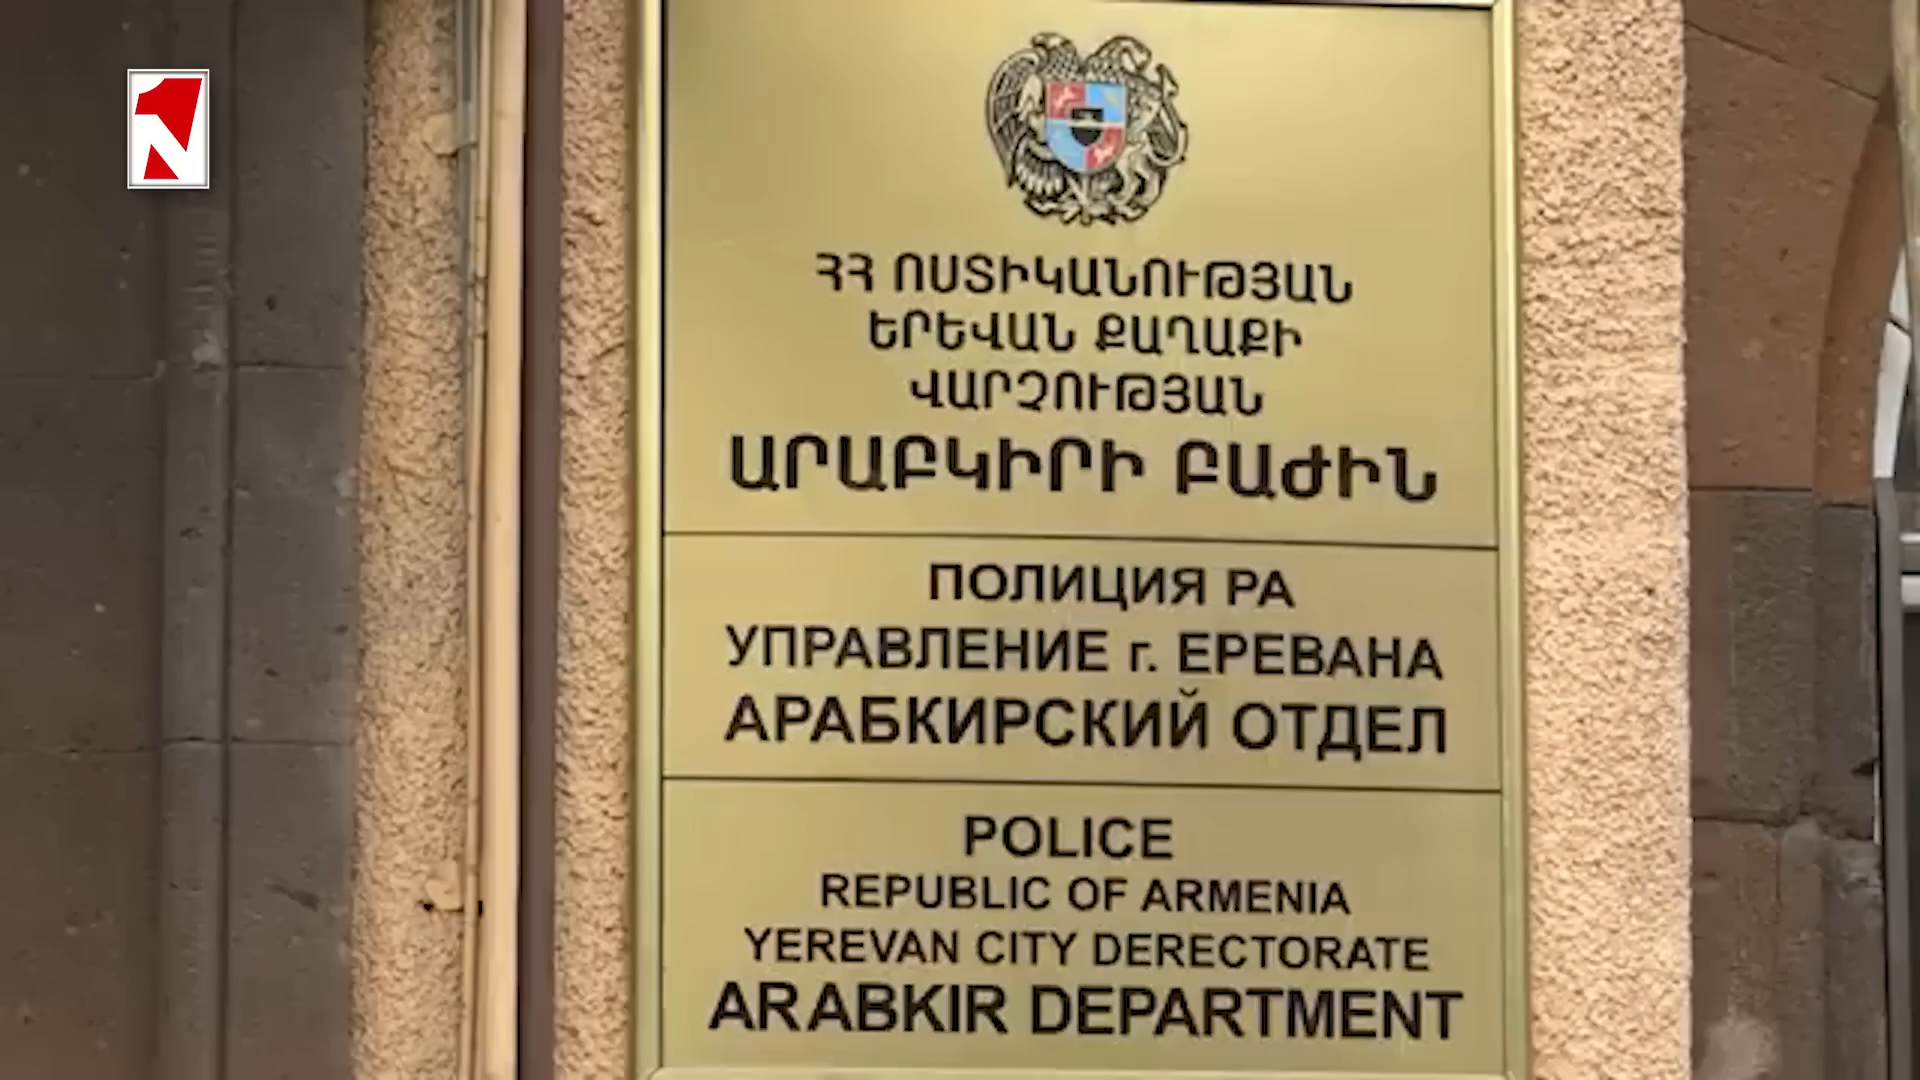 1N
ՀՀ ՈՍՏԻԿԱՆՈՒԹՅԱՆ
ԵՐԵՎԱՆ ՔԱՂԱՔԻ
ՎԱՐՉՈՒԹՅԱՆ
ԱՐԱԲԿԻՐԻ ԲԱԺԻՆ
ПОЛИЦИЯ РА
УПРАВЛЕНИЕ г. ЕРЕВАНА
АРАБКИРСКИЙ ОТДЕЛ
POLICE
REPUBLIC OF ARMENIA
YEREVAN CITY DERECTORATE
ARABKIR DEPARTMENT